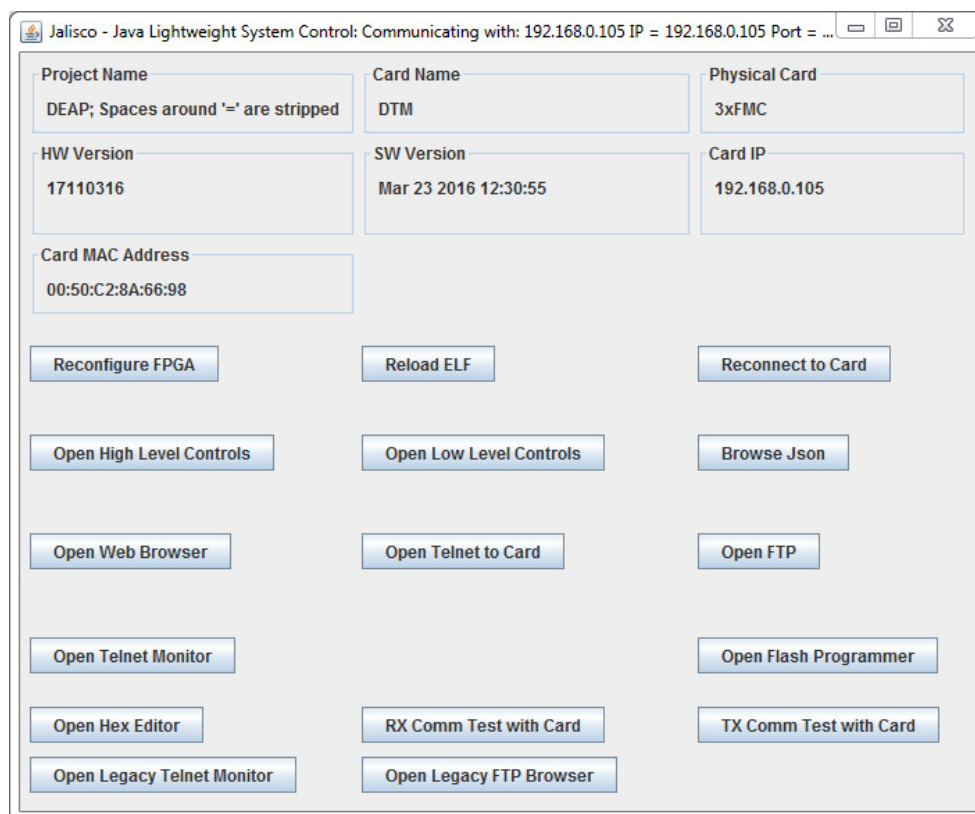 Jalisco - Java Lightweight System Control: Communicating with: 192.168.0.105 IP = 192.168.0.105 Port = ...
Project Name
DEAP; Spaces around '=' are stripped
Card Name
DTM
Physical Card
3xFMC
HW Version
17110316
SW Version
Mar 23 2016 12:30:55
Card IP
192.168.0.105
Card MAC Address
00:50:C2:8A:66:98
Reconfigure FPGA
Reload ELF
Reconnect to Card
Open High Level Controls
Open Low Level Controls
Browse Json
Open Web Browser
Open Telnet to Card
Open FTP
Open Telnet Monitor
Open Flash Programmer
Open Hex Editor
RX Comm Test with Card
TX Comm Test with Card
Open Legacy Telnet Monitor
Open Legacy FTP Browser